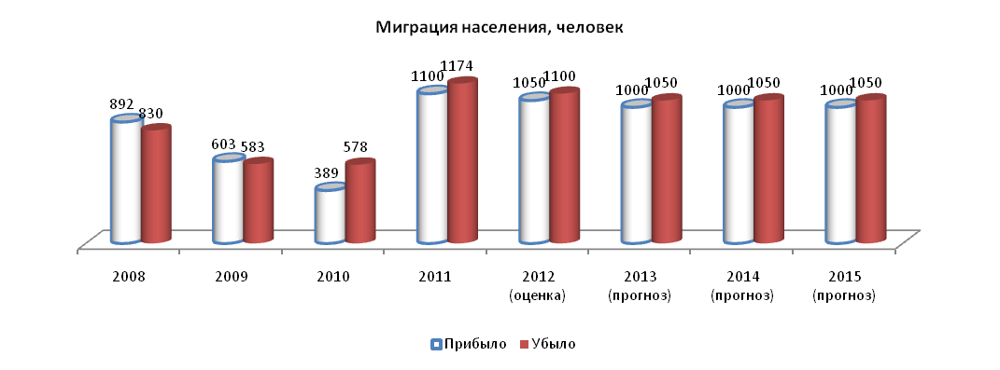 Миграция населения, человек
892 830 603 583 389 578 1100 1174 1050 1100 1000 1050 1000 1050 1000 1050
2008 2009 2010 2011 2012 2013 2014 2015
(оценка) (прогноз) (прогноз) (прогноз)
Прибыло Убыло